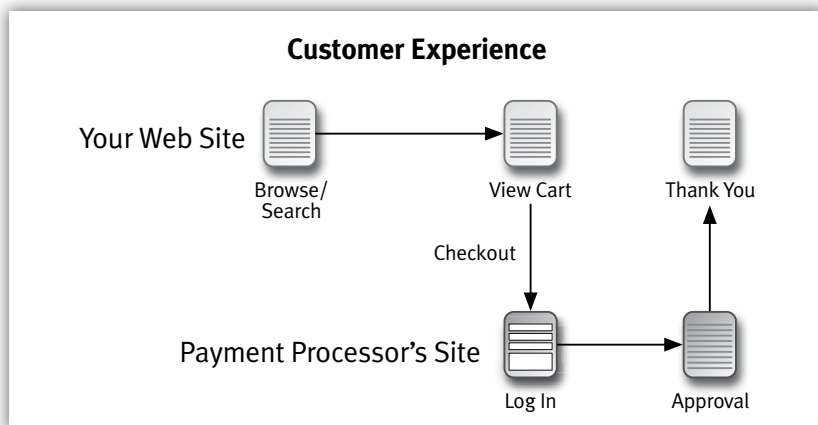 Customer Experience
Your Web Site
Browse/
Search
View Cart
Thank You
Checkout
Payment Processor’s Site
Log In
Approval